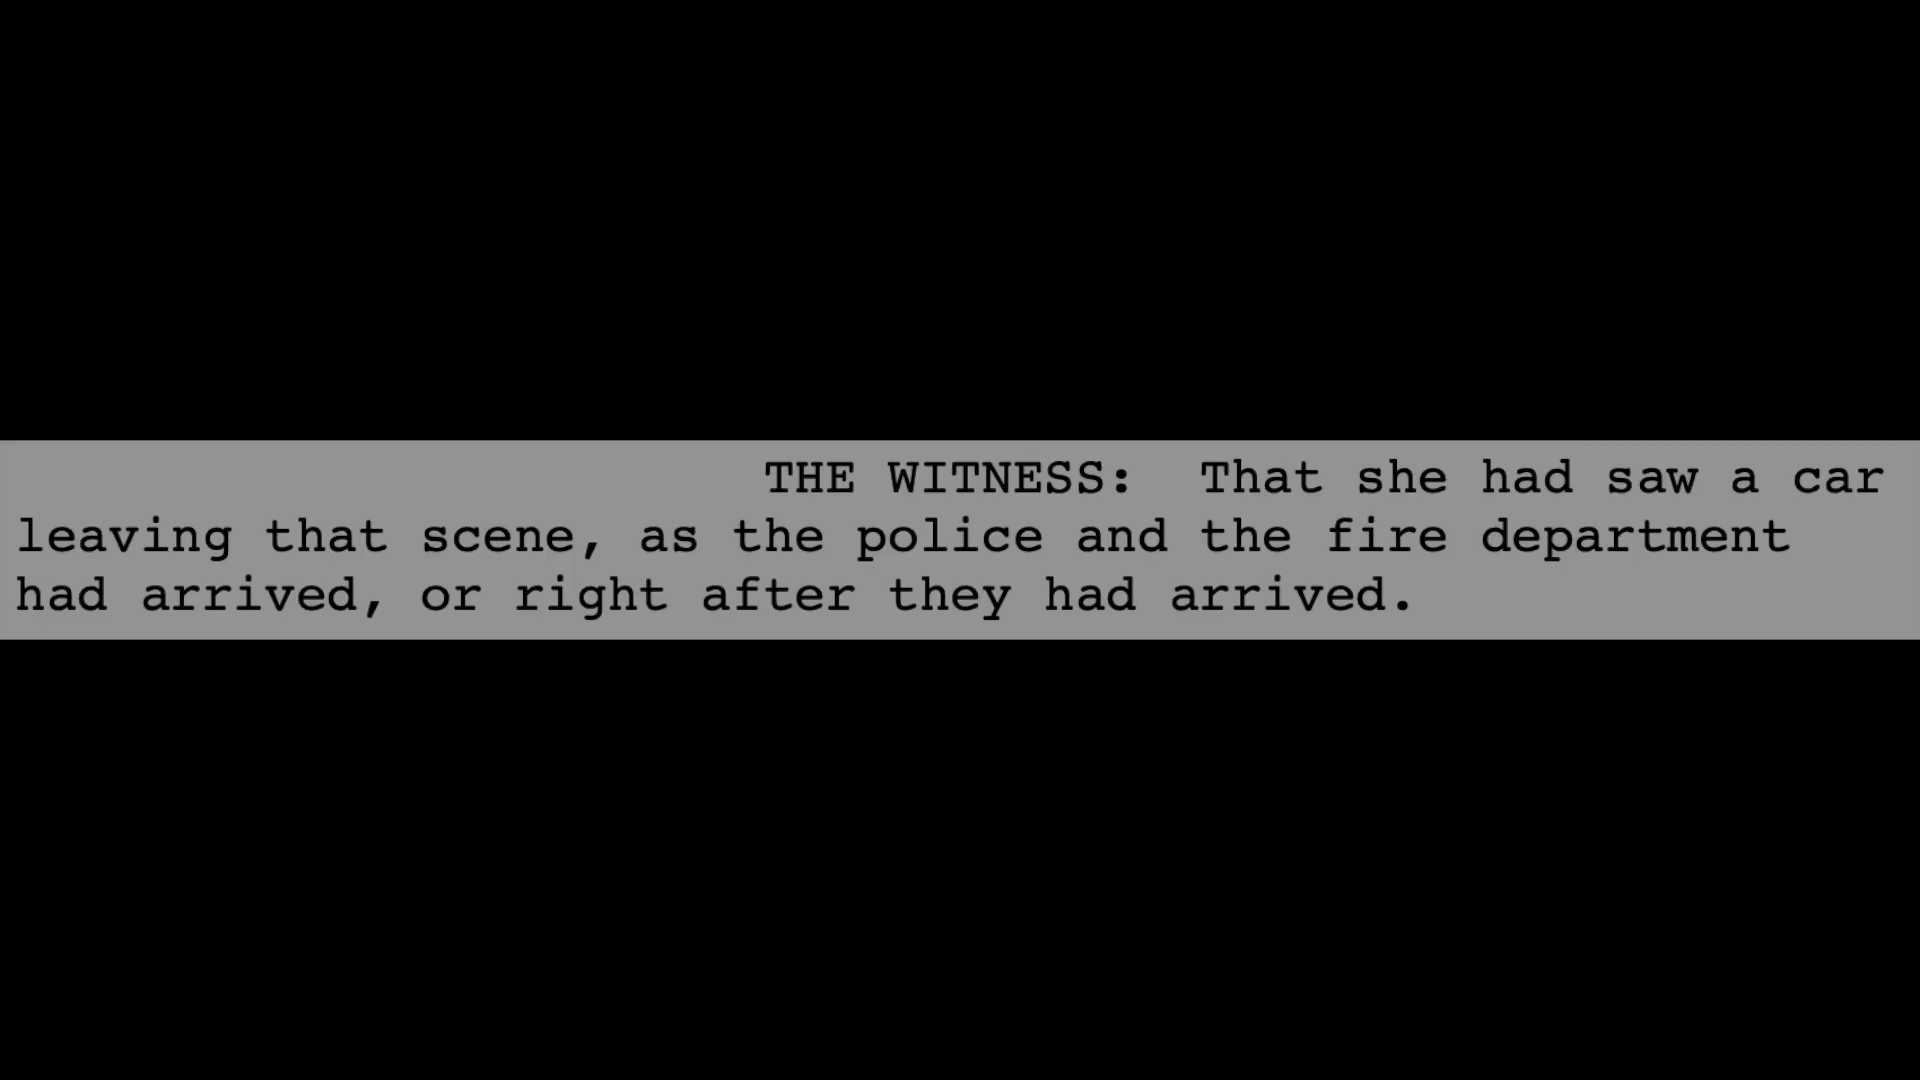 THE WITNESS: That she had saw a car
leaving that scene, as the police and the fire department
had arrived, or right after they had arrived.